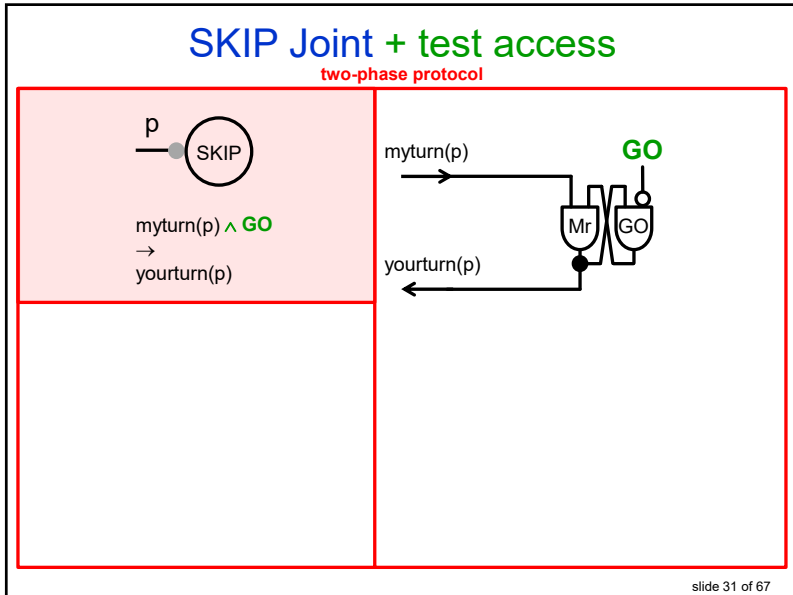 SKIP Joint + test access
two-phase protocol
p
SKIP
myturn(p) ∧ GO
→
yourturn(p)
myturn(p)
GO
Mr
GO
yourturn(p)
slide 31 of 67